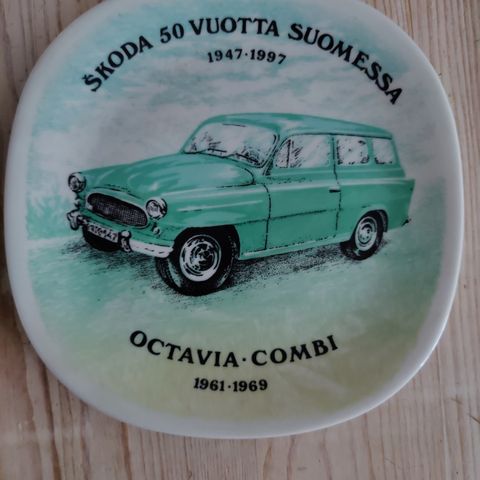 ŠKODA 50 VUOTTA SUOMESSA
1947·1997
OCTAVIA·COMBI
1961·1969